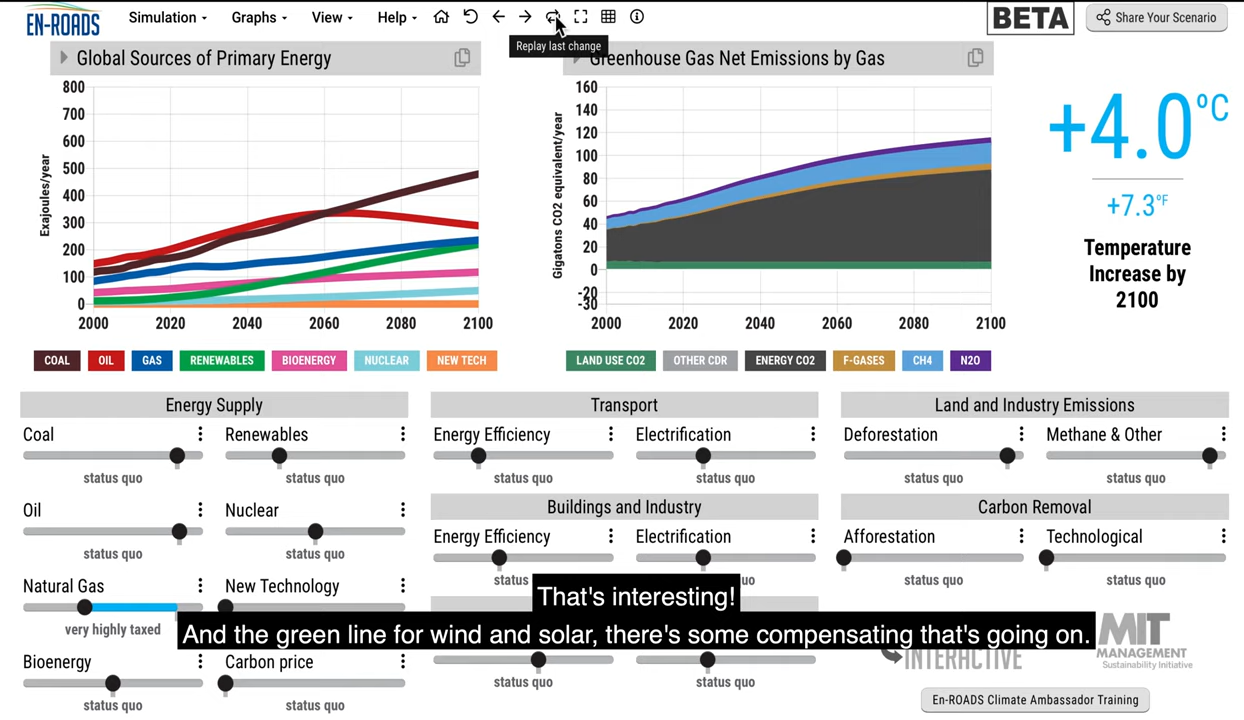 EN-ROADS
Simulation
Graphs
View
Help
BETA
Share Your Scenario
Replay last change
Global Sources of Primary Energy
Greenhouse Gas Net Emissions by Gas
800
700
600
500
400
300
200
100
0
Exajoules/year
2000 2020 2040 2060 2080 2100
COAL OIL GAS RENEWABLES BIOENERGY NUCLEAR NEW TECH
160
140
120
100
80
60
40
20
0
-20
-30
Gigatons CO2 equivalent/year
2000 2020 2040 2060 2080 2100
LAND USE CO2 OTHER CDR ENERGY CO2 F-GASES CH4 N2O
+4.0°C
+7.3°F
Temperature
Increase by
2100
Energy Supply
Coal
status quo
Renewables
status quo
Oil
status quo
Nuclear
status quo
Natural Gas
very highly taxed
New Technology
Bioenergy
status quo
Carbon price
status quo
Transport
Energy Efficiency
status quo
Electrification
status quo
Buildings and Industry
Energy Efficiency
status
Electrification
uo
status quo
status quo
Land and Industry Emissions
Deforestation
status quo
Methane & Other
status quo
Carbon Removal
Afforestation
status quo
Technological
status quo
That's interesting!
And the green line for wind and solar, there's some compensating that's going on.
INTERACTIVE
MIT
MANAGEMENT
Sustainability Initiative
En-ROADS Climate Ambassador Training